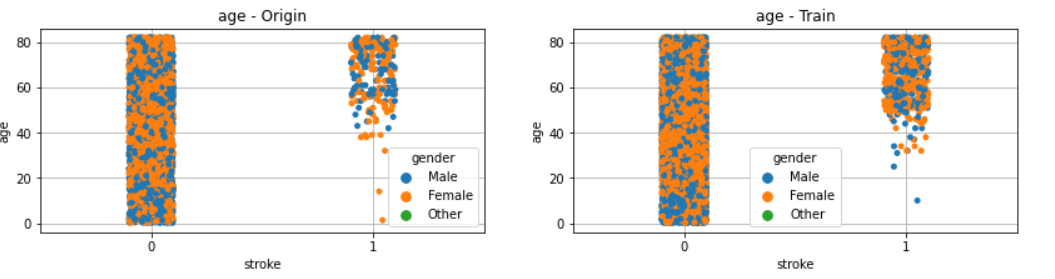 age - Origin
80
60
40
20
0
age
0
1
stroke
gender
Male
Female
Other
age - Train
80
60
40
20
0
age
0
1
stroke
gender
Male
Female
Other